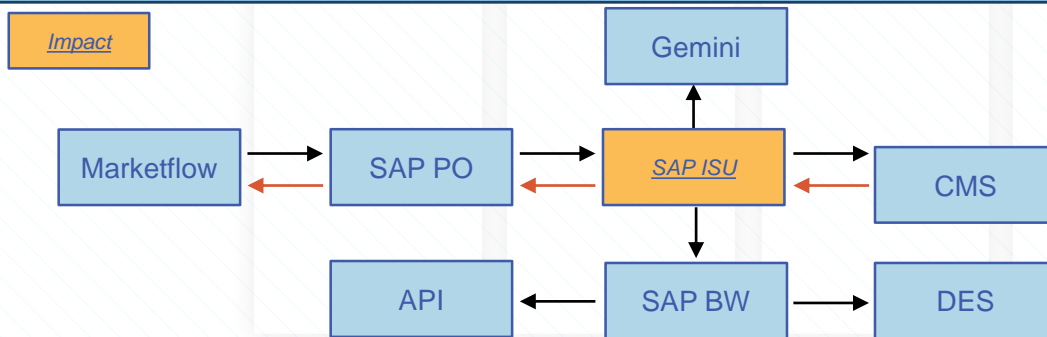 Impact
Gemini
Marketflow
SAP PO
SAP ISU
CMS
API
SAP BW
DES